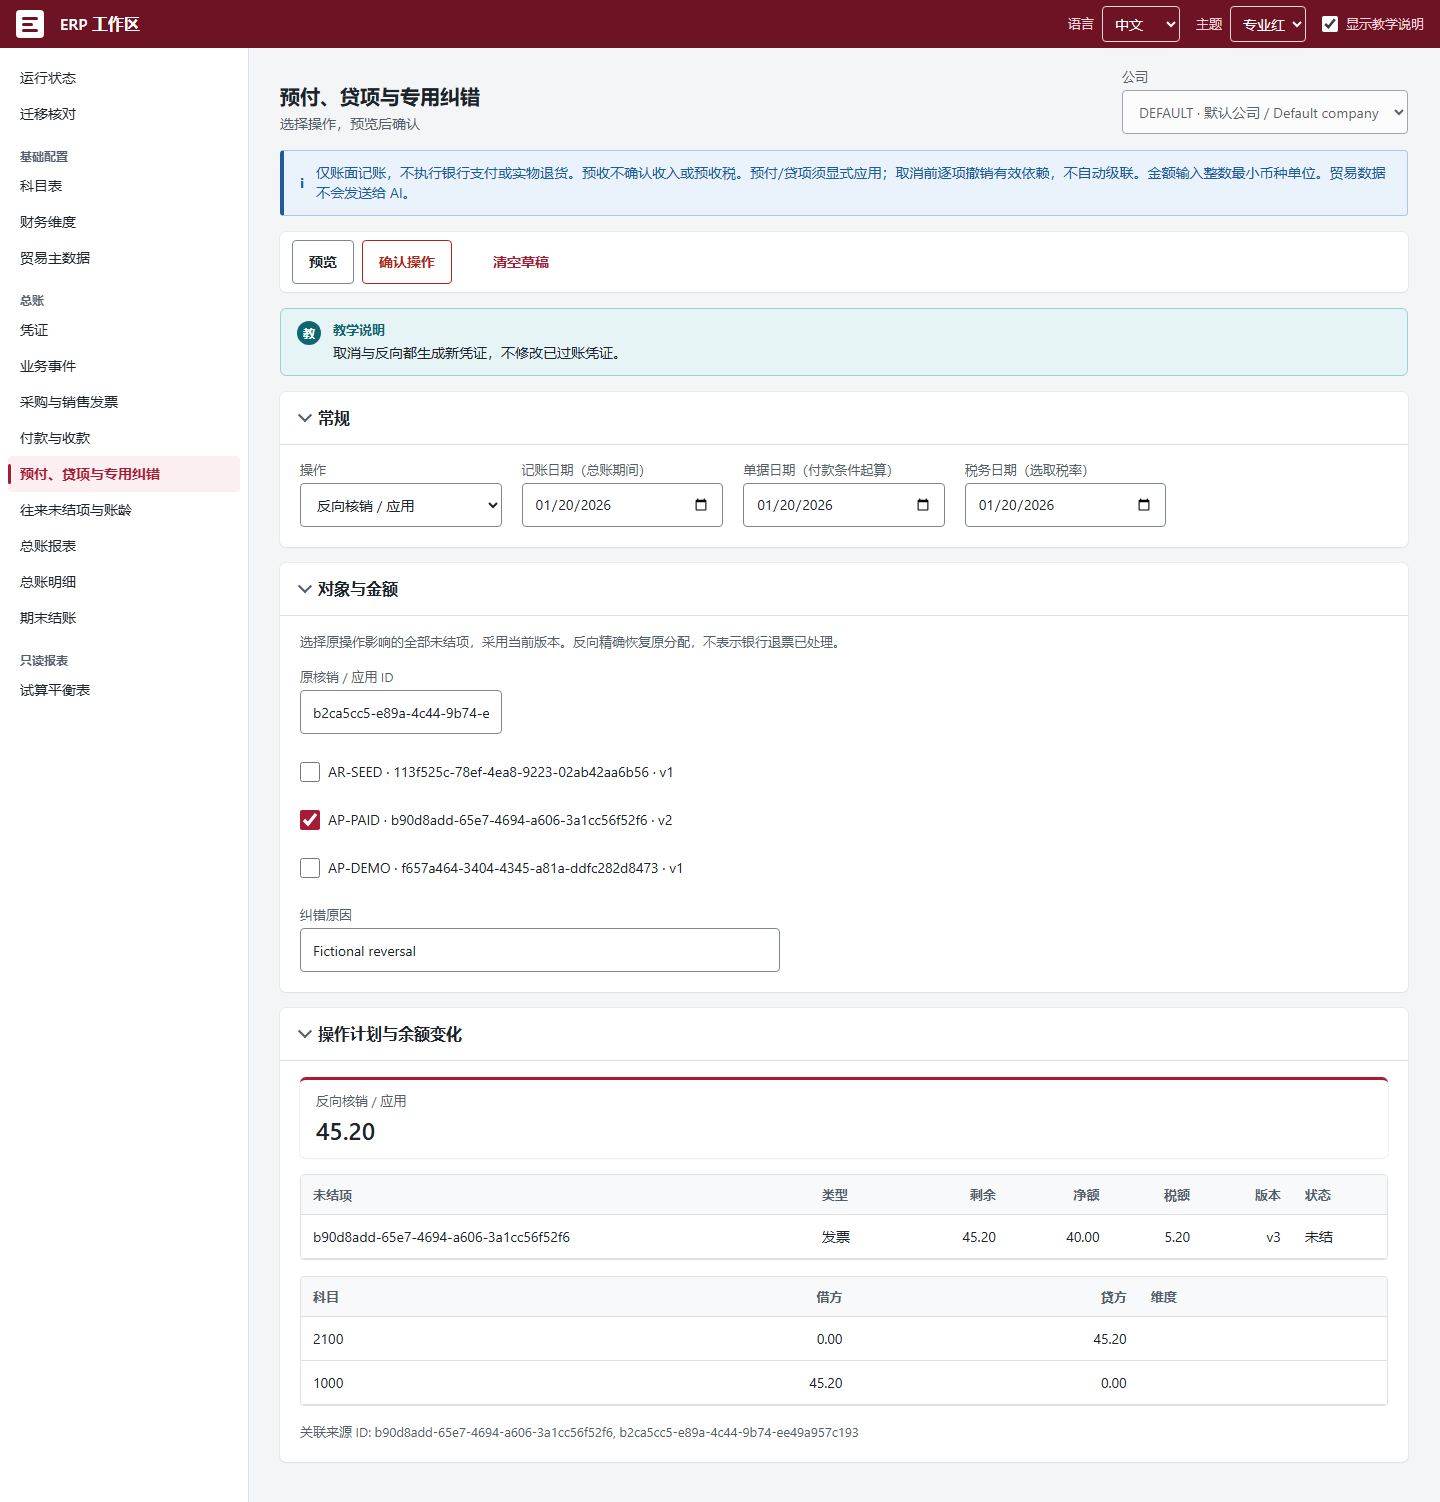 ERP 工作区
语言
中文
主题
专业红
显示教学说明
运行状态
迁移核对
基础配置
科目表
财务维度
贸易主数据
总账
凭证
业务事件
采购与销售发票
付款与收款
预付、贷项与专用纠错
往来未结项与账龄
总账报表
总账明细
期末结账
只读报表
试算平衡表
预付、贷项与专用纠错
选择操作，预览后确认
公司
DEFAULT · 默认公司 / Default company
i
仅账面记账，不执行银行支付或实物退货。预收不确认收入或预收税。预付/贷项须显式应用；取消前逐项撤销有效依赖，不自动级联。金额输入整数最小币种单位。贸易数据
不会发送给 AI。
预览
确认操作
清空草稿
教
教学说明
取消与反向都生成新凭证，不修改已过账凭证。
常规
操作
记账日期（总账期间）
单据日期（付款条件起算）
税务日期（选取税率）
反向核销 / 应用
01/20/2026
01/20/2026
01/20/2026
对象与金额
选择原操作影响的全部未结项，采用当前版本。反向精确恢复原分配，不表示银行退票已处理。
原核销 / 应用 ID
b2ca5cc5-e89a-4c44-9b74-e
AR-SEED · 113f525c-78ef-4ea8-9223-02ab42aa6b56 · v1
AP-PAID · b90d8add-65e7-4694-a606-3a1cc56f52f6 · v2
AP-DEMO · f657a464-3404-4345-a81a-ddfc282d8473 · v1
纠错原因
Fictional reversal
操作计划与余额变化
反向核销 / 应用
45.20
未结项 类型 剩余 净额 税额 版本 状态
b90d8add-65e7-4694-a606-3a1cc56f52f6 发票 45.20 40.00 5.20 v3 未结
科目 借方 贷方 维度
2100 0.00 45.20
1000 45.20 0.00
关联来源 ID: b90d8add-65e7-4694-a606-3a1cc56f52f6, b2ca5cc5-e89a-4c44-9b74-ee49a957c193